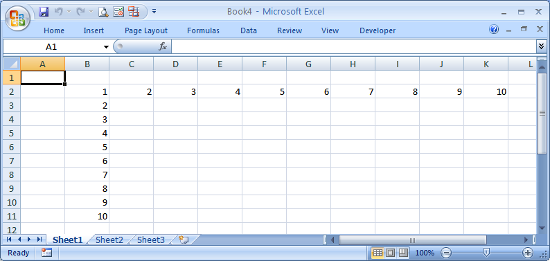 Book4 - Microsoft Excel
Home Insert Page Layout Formulas Data Review View Developer
A1 fx
A B C D E F G H I J K L
1
2 1 2 3 4 5 6 7 8 9 10
3 2
4 3
5 4
6 5
7 6
8 7
9 8
10 9
11 10
12
Sheet1 Sheet2 Sheet3
Ready 100%